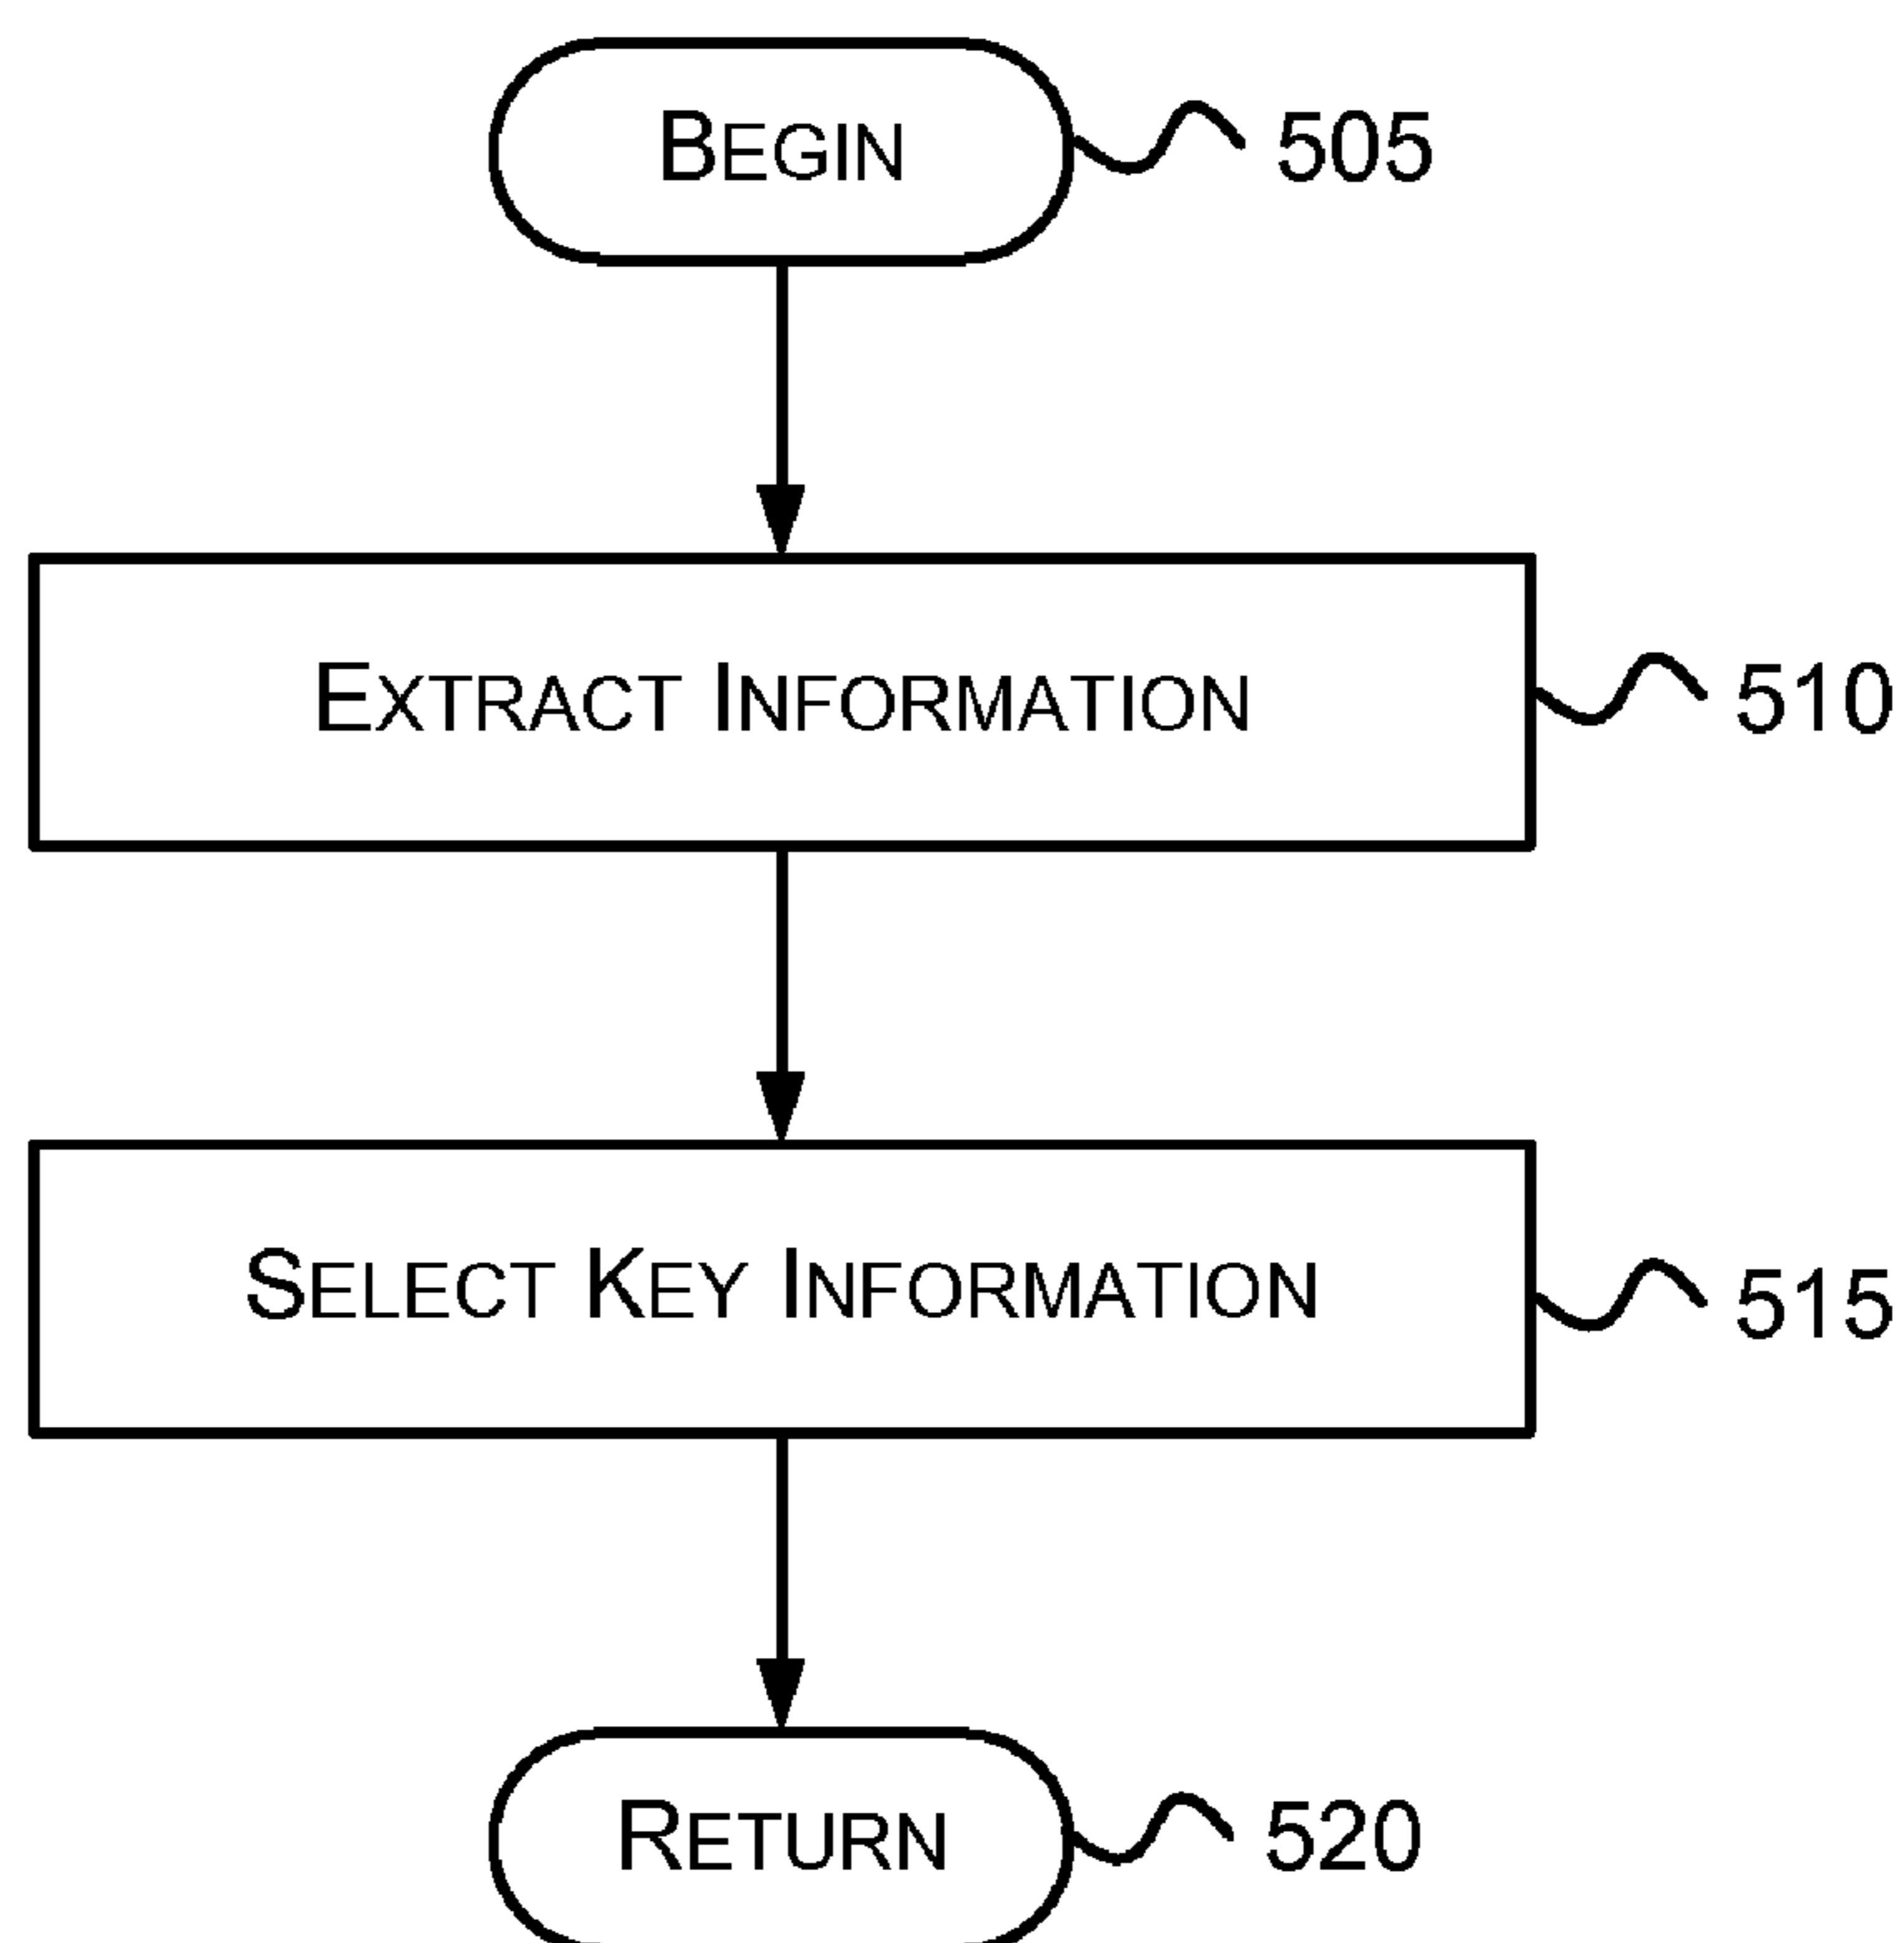 BEGIN 505
EXTRACT INFORMATION 510
SELECT KEY INFORMATION 515
RETURN 520